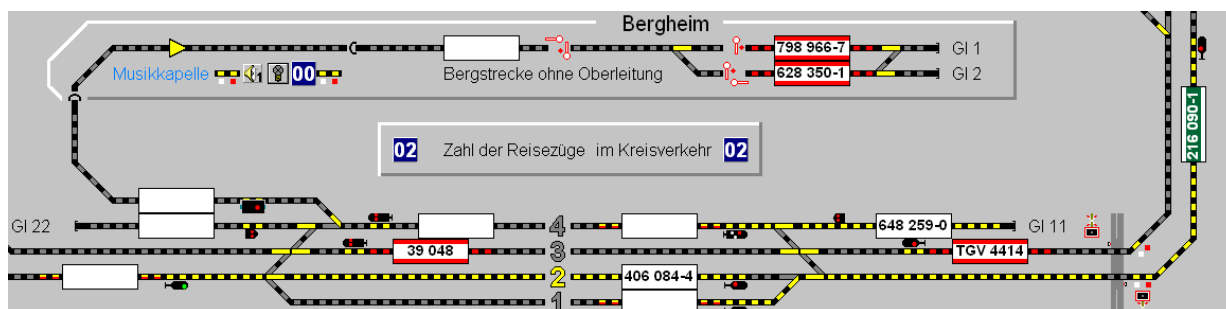 Bergheim
798 966-7 Gl 1
Musikkapelle 1 00 Bergstrecke ohne Oberleitung 628 350-1 Gl 2
216 090-1
02 Zahl der Reisezüge im Kreisverkehr 02
Gl 22 4 648 259-0 Gl 11
39 048 3 TGV 4414
2 406 084-4
1